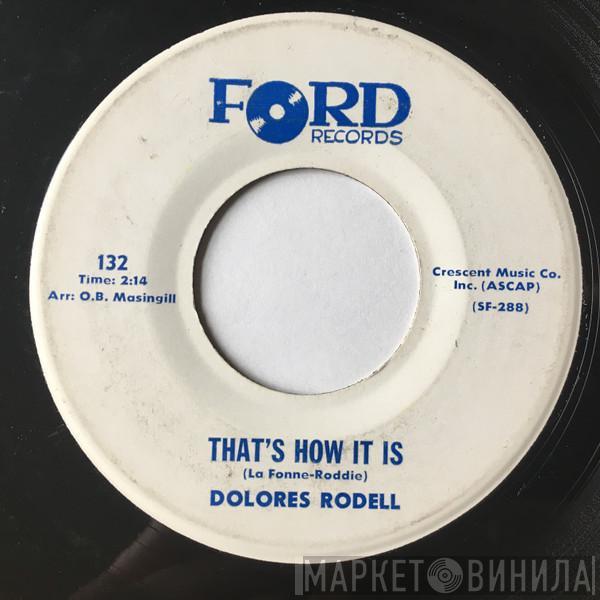 FORD
RECORDS
132
Time: 2:14
Arr: O.B. Masingill
Crescent Music Co.
Inc. (ASCAP)
(SF-288)
THAT'S HOW IT IS
(La Fonne-Roddie)
DOLORES RODELL
МАРКЕТ ВИНИЛА